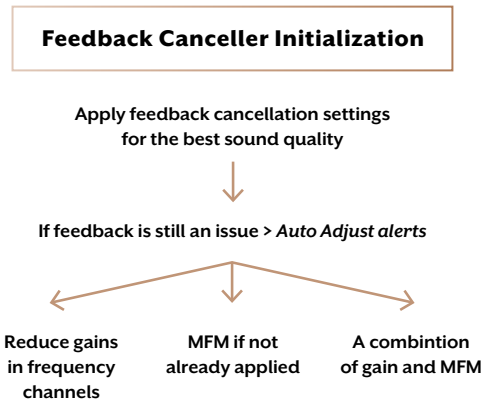 Feedback Canceller Initialization
Apply feedback cancellation settings
for the best sound quality
If feedback is still an issue > Auto Adjust alerts
Reduce gains
in frequency
channels
MFM if not
already applied
A combintion
of gain and MFM